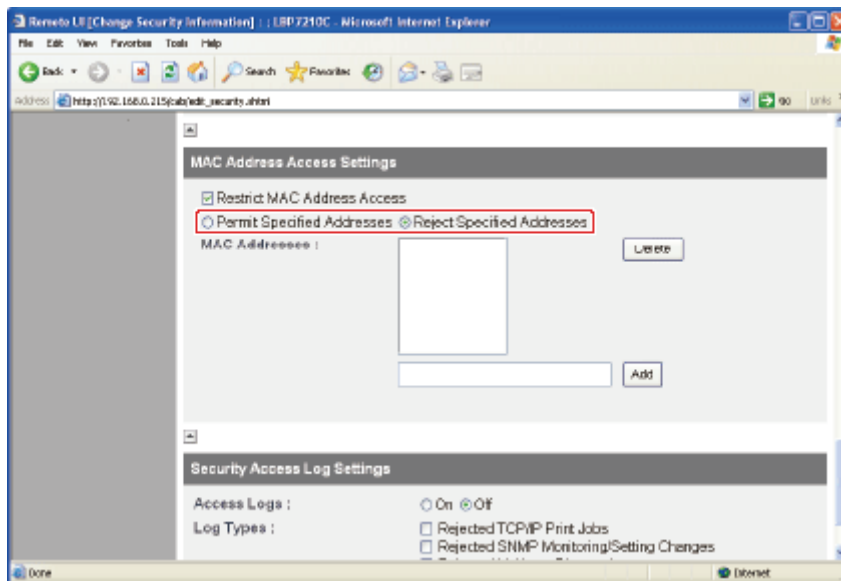 Remote UI [Change Security Information] : ; LBP7210C - Microsoft Internet Explorer
File Edit View Favorites Tools Help
Back Search Favorites
Address http://192.168.0.215/cab/edit_security.shtml Go Links
MAC Address Access Settings
Restrict MAC Address Access
Permit Specified Addresses Reject Specified Addresses
MAC Addresses : Delete
Add
Security Access Log Settings
Access Logs : On Off
Log Types : Rejected TCP/IP Print Jobs
Rejected SNMP Monitoring/Setting Changes
Done Internet